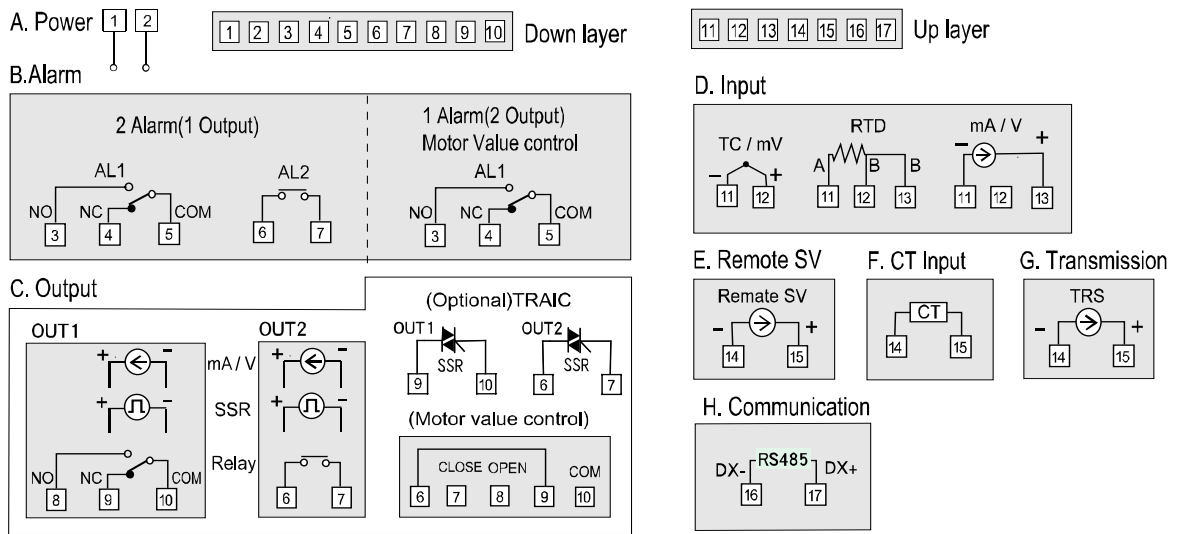 A. Power 1 2
1 2 3 4 5 6 7 8 9 10 Down layer
11 12 13 14 15 16 17 Up layer
B.Alarm
2 Alarm(1 Output)
AL1
NO NC COM
3 4 5
AL2
6 7
1 Alarm(2 Output)
Motor Value control
AL1
NO NC COM
3 4 5
C. Output
OUT1
+ -
+ -
NO NC COM
8 9 10
mA / V
SSR
Relay
OUT2
+ -
+ -
6 7
(Optional)TRAIC
OUT1
SSR
9 10
OUT2
SSR
6 7
(Motor value control)
CLOSE OPEN COM
6 7 8 9 10
D. Input
TC / mV
- +
11 12
RTD
A B B
11 12 13
mA / V
- +
11 12 13
E. Remote SV
Remate SV
- +
14 15
F. CT Input
CT
14 15
G. Transmission
TRS
- +
14 15
H. Communication
DX- RS485 DX+
16 17